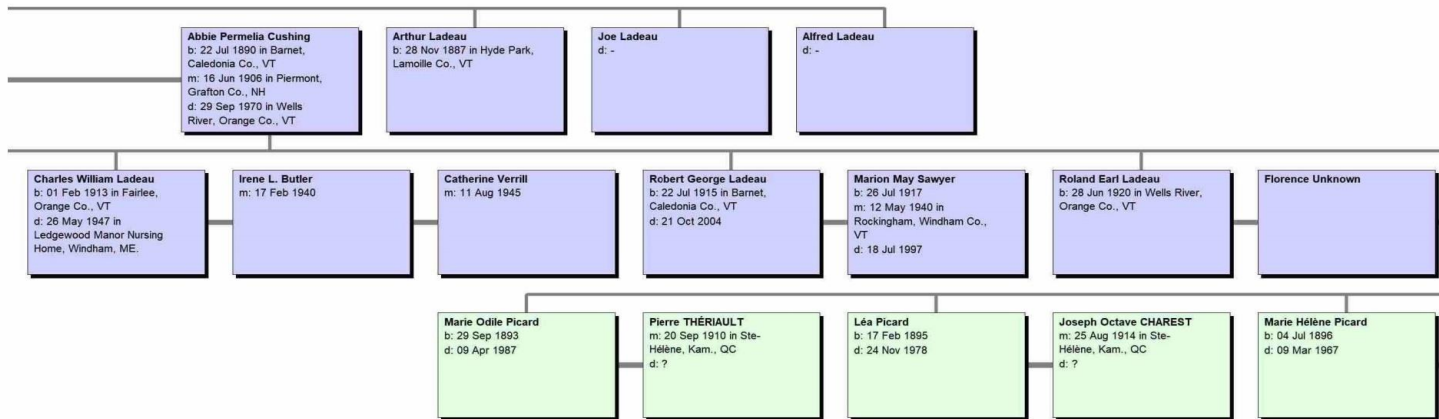 Abbie Permelia Cushing
b: 22 Jul 1890 in Barnet,
Caledonia Co., VT
m: 16 Jun 1906 in Piermont,
Grafton Co., NH
d: 29 Sep 1970 in Wells
River, Orange Co., VT
Arthur Ladeau
b: 28 Nov 1887 in Hyde Park,
Lamoille Co., VT
Joe Ladeau
d: -
Alfred Ladeau
d: -
Charles William Ladeau
b: 01 Feb 1913 in Fairlee,
Orange Co., VT
d: 26 May 1947 in
Ledgewood Manor Nursing
Home, Windham, ME.
Irene L. Butler
m: 17 Feb 1940
Catherine Verrill
m: 11 Aug 1945
Robert George Ladeau
b: 22 Jul 1915 in Barnet,
Caledonia Co., VT
d: 21 Oct 2004
Marion May Sawyer
b: 26 Jul 1917
m: 12 May 1940 in
Rockingham, Windham Co.,
VT
d: 18 Jul 1997
Roland Earl Ladeau
b: 28 Jun 1920 in Wells River,
Orange Co., VT
Florence Unknown
Marie Odile Picard
b: 29 Sep 1893
d: 09 Apr 1987
Pierre THÉRIAULT
m: 20 Sep 1910 in Ste-
Hélène, Kam., QC
d: ?
Léa Picard
b: 17 Feb 1895
d: 24 Nov 1978
Joseph Octave CHAREST
m: 25 Aug 1914 in Ste-
Hélène, Kam., QC
d: ?
Marie Hélène Picard
b: 04 Jul 1896
d: 09 Mar 1967